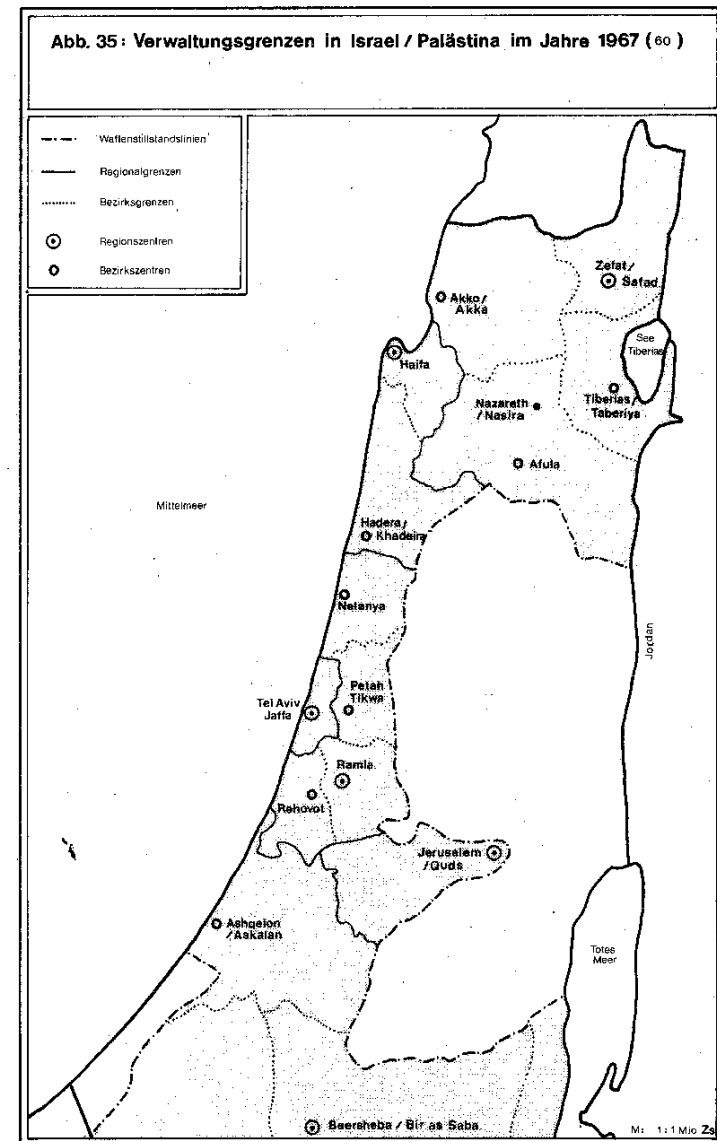 Abb. 35: Verwaltungsgrenzen in Israel / Palästina im Jahre 1967 (60)
Waffenstillstandslinien
Regionalgrenzen
Bezirksgrenzen
Regionszentren
Bezirkszentren
Zefat /
Safad
Akko /
Akka
See
Tiberias
Haifa
Nazareth
/ Nasira
Tiberias /
Taberiya
Afula
Mittelmeer
Hadera /
Khadeira
Netanya
Jordan
Petah
Tikwa
Tel Aviv
Jaffa
Ramla
Rehovot
Jerusalem
/ Quds
Ashqelon
/ Askalan
Totes
Meer
Beersheba / Bir as Saba
M: 1:1 Mio Zs